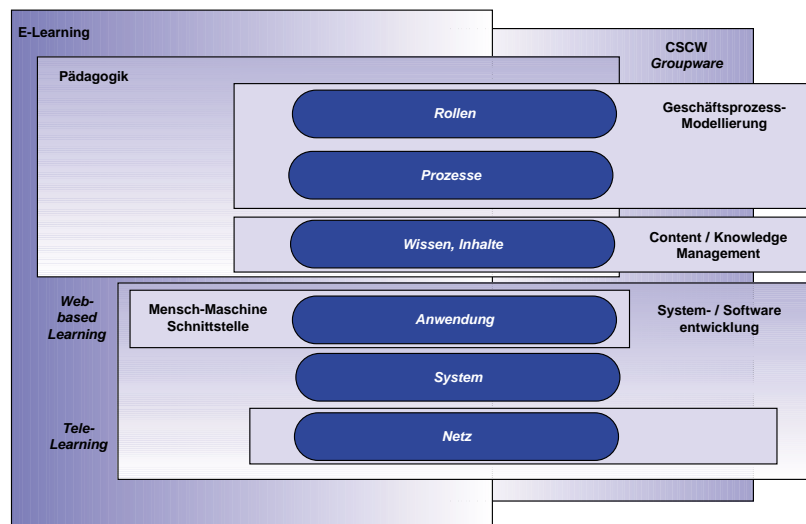 E-Learning
CSCW
Groupware
Pädagogik
Rollen
Geschäftsprozess-
Modellierung
Prozesse
Wissen, Inhalte
Content / Knowledge
Management
Web-
based
Learning
Mensch-Maschine
Schnittstelle
Anwendung
System- / Software
entwicklung
System
Tele-
Learning
Netz